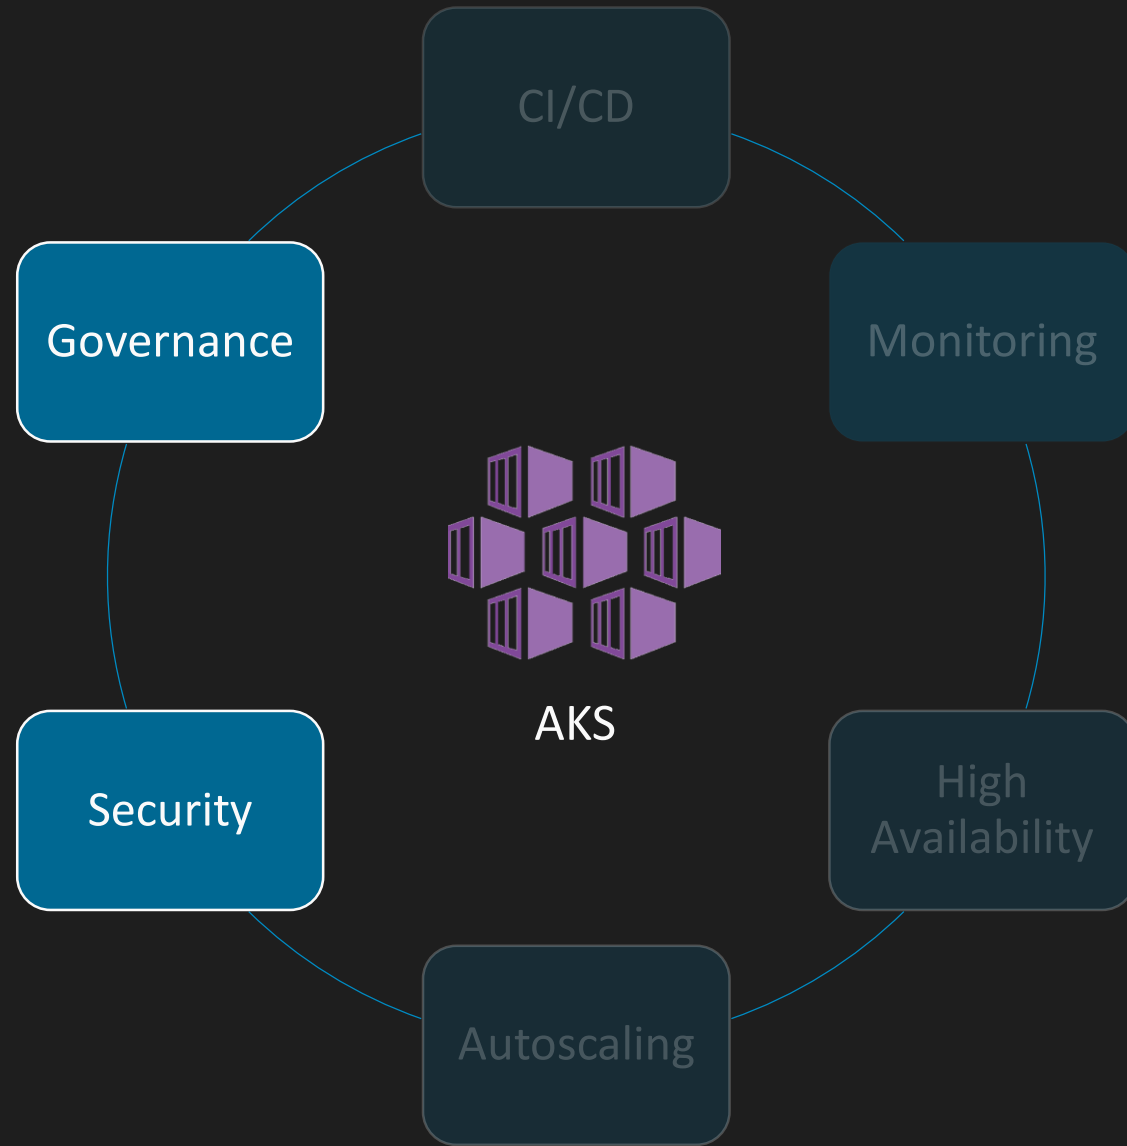 CI/CD
Governance
Monitoring
AKS
Security
High
Availability
Autoscaling